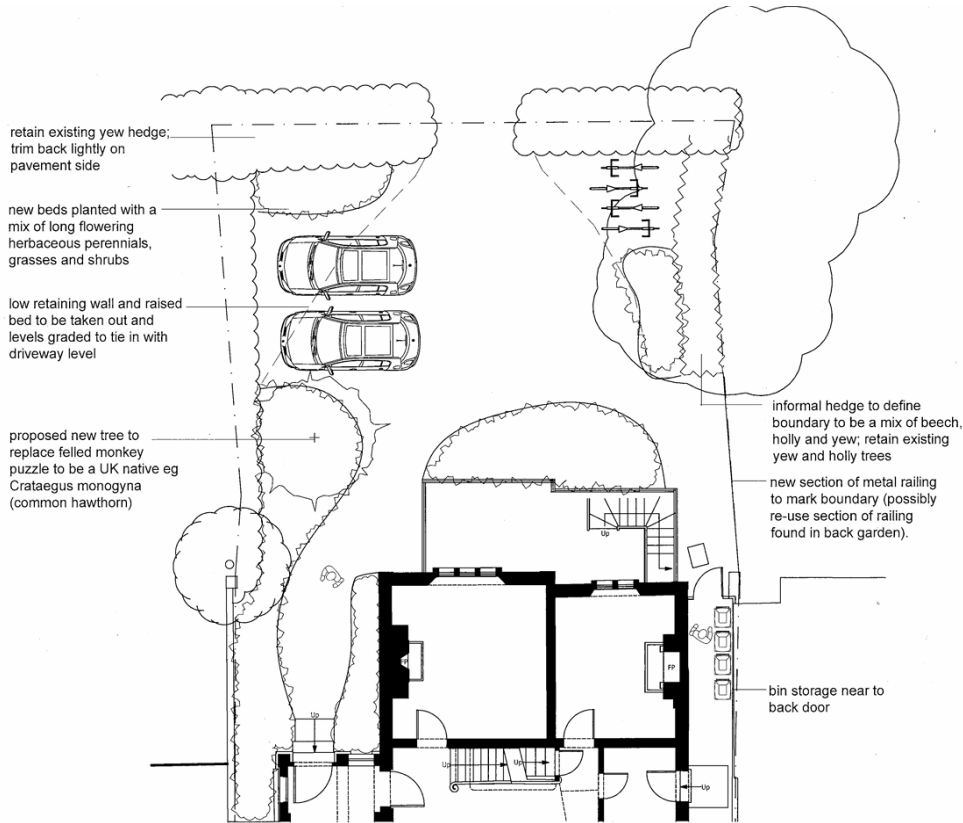 retain existing yew hedge;
trim back lightly on
pavement side
new beds planted with a
mix of long flowering
herbaceous perennials,
grasses and shrubs
low retaining wall and raised
bed to be taken out and
levels graded to tie in with
driveway level
proposed new tree to
replace felled monkey
puzzle to be a UK native eg
Crataegus monogyna
(common hawthorn)
informal hedge to define
boundary to be a mix of beech,
holly and yew; retain existing
yew and holly trees
new section of metal railing
to mark boundary (possibly
re-use section of railing
found in back garden).
Up
FP
FP
bin storage near to
back door
Up
Up
Up
Up